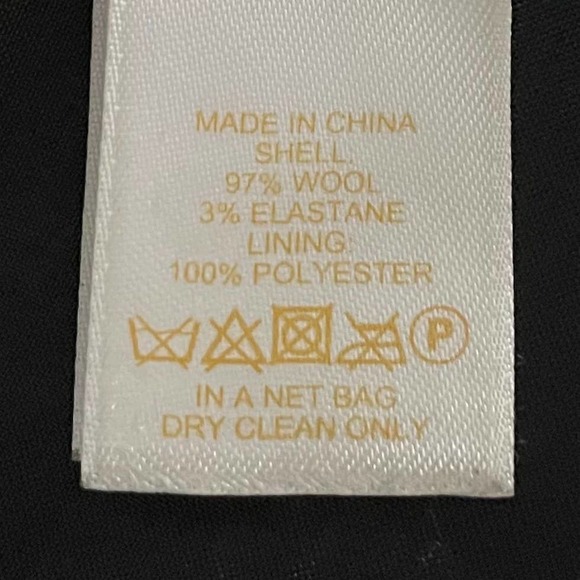 MADE IN CHINA
SHELL:
97% WOOL
3% ELASTANE
LINING:
100% POLYESTER
P
IN A NET BAG
DRY CLEAN ONLY